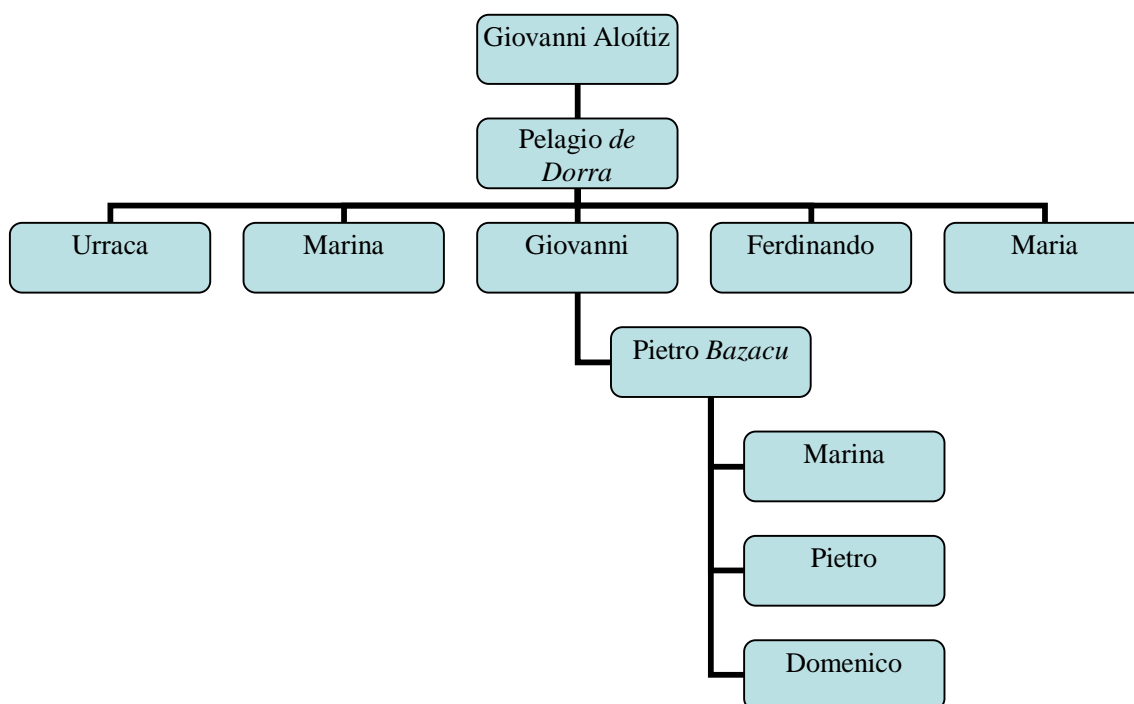 Giovanni Aloítiz
Pelagio de
Dorra
Urraca
Marina
Giovanni
Ferdinando
Maria
Pietro Bazacu
Marina
Pietro
Domenico